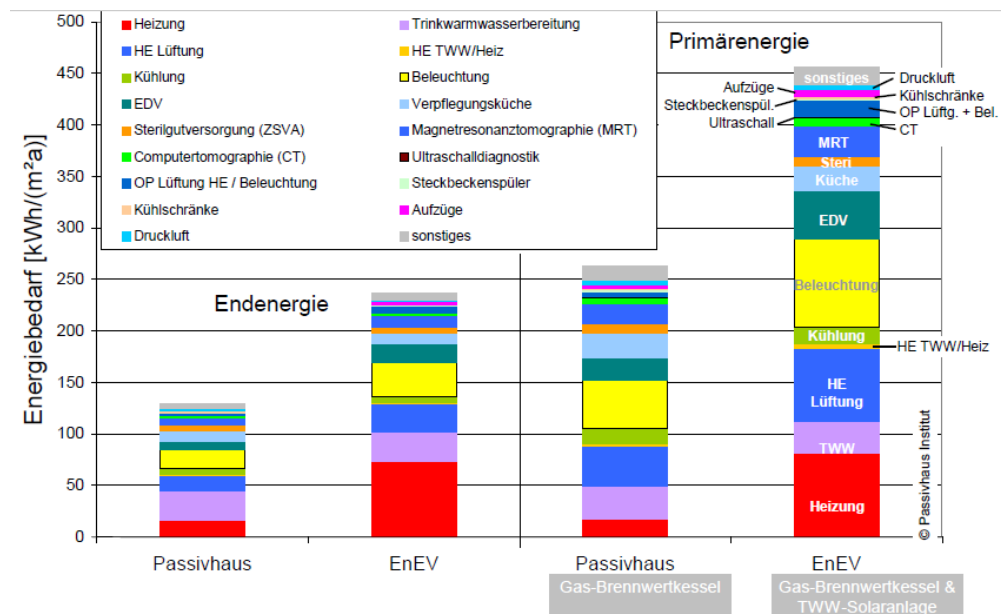 Energiebedarf [kWh/(m²a)]
500
450
400
350
300
250
200
150
100
50
0
Heizung
Trinkwarmwasserbereitung
HE Lüftung
HE TWW/Heiz
Kühlung
Beleuchtung
EDV
Verpflegungsküche
Sterilgutversorgung (ZSVA)
Magnetresonanztomographie (MRT)
Computertomographie (CT)
Ultraschalldiagnostik
OP Lüftung HE / Beleuchtung
Steckbeckenspüler
Kühlschränke
Aufzüge
Druckluft
sonstiges
Endenergie
Primärenergie
sonstiges
Druckluft
Aufzüge
Kühlschränke
Steckbeckenspül.
OP Lüftg. + Bel.
Ultraschall
CT
MRT
Steri
Küche
EDV
Beleuchtung
Kühlung
HE TWW/Heiz
HE
Lüftung
TWW
Heizung
© Passivhaus Institut
Passivhaus
EnEV
Passivhaus
EnEV
Gas-Brennwertkessel
Gas-Brennwertkessel &
TWW-Solaranlage